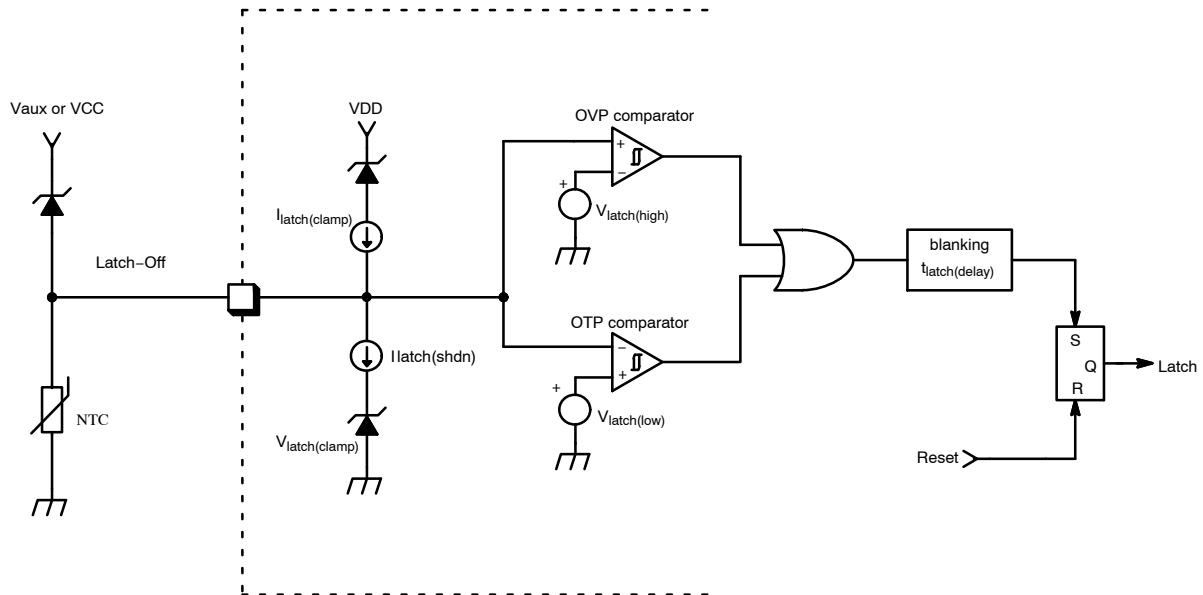 Vaux or VCC
VDD
OVP comparator
+
−
+
Ilatch(clamp)
Vlatch(high)
Latch−Off
blanking
tlatch(delay)
OTP comparator
S
Q
R
Latch
Ilatch(shdn)
−
+
+
NTC
Vlatch(clamp)
Vlatch(low)
Reset